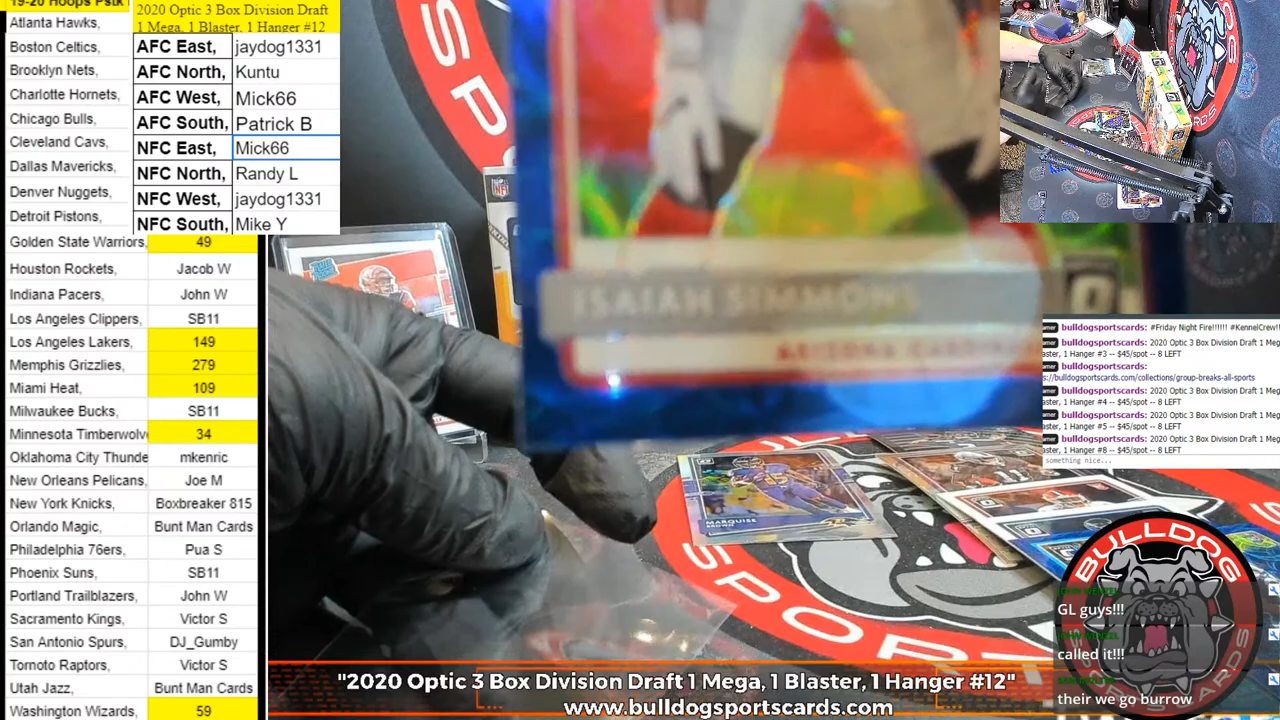 19-20 Hoops Pstk
Atlanta Hawks,
Boston Celtics,
Brooklyn Nets,
Charlotte Hornets,
Chicago Bulls,
Cleveland Cavs,
Dallas Mavericks,
Denver Nuggets,
Detroit Pistons,
Golden State Warriors, 49
Houston Rockets, Jacob W
Indiana Pacers, John W
Los Angeles Clippers, SB11
Los Angeles Lakers, 149
Memphis Grizzlies, 279
Miami Heat, 109
Milwaukee Bucks, SB11
Minnesota Timberwolv 34
Oklahoma City Thunde mkenric
New Orleans Pelicans, Joe M
New York Knicks, Boxbreaker 815
Orlando Magic, Bunt Man Cards
Philadelphia 76ers, Pua S
Phoenix Suns, SB11
Portland Trailblazers, John W
Sacramento Kings, Victor S
San Antonio Spurs, DJ_Gumby
Tornoto Raptors, Victor S
Utah Jazz, Bunt Man Cards
Washington Wizards, 59
2020 Optic 3 Box Division Draft
1 Mega, 1 Blaster, 1 Hanger #12
AFC East, jaydog1331
AFC North, Kuntu
AFC West, Mick66
AFC South, Patrick B
NFC East, Mick66
NFC North, Randy L
NFC West, jaydog1331
NFC South, Mike Y
SP
ISAIAH SIMMONS
ARIZONA CARDINALS
MARQUISE
BROWN
SPOR
bulldogsportscards: #Friday Night Fire!!!!!! #KennelCrew!!
bulldogsportscards: 2020 Optic 3 Box Division Draft 1 Meg
aster, 1 Hanger #3 -- $45/spot -- 8 LEFT
bulldogsportscards:
s://bulldogsportscards.com/collections/group-breaks-all-sports
bulldogsportscards: 2020 Optic 3 Box Division Draft 1 Meg
aster, 1 Hanger #4 -- $45/spot -- 8 LEFT
bulldogsportscards: 2020 Optic 3 Box Division Draft 1 Meg
aster, 1 Hanger #5 -- $45/spot -- 8 LEFT
bulldogsportscards: 2020 Optic 3 Box Division Draft 1 Meg
aster, 1 Hanger #8 -- $45/spot -- 8 LEFT
something nice...
BULLDOG
SPORTSCARDS
GL guys!!!
called it!!!
their we go burrow
"2020 Optic 3 Box Division Draft 1 Mega, 1 Blaster, 1 Hanger #12"
www.bulldogsportscards.com